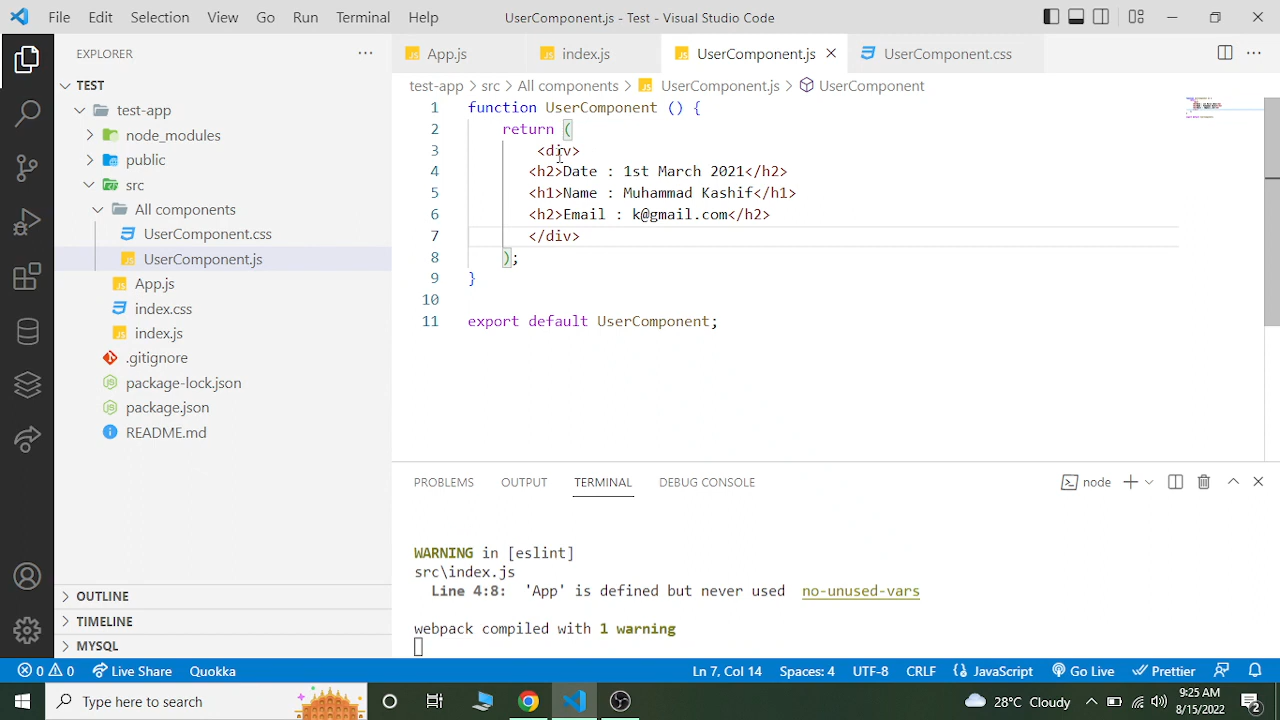 File Edit Selection View Go Run Terminal Help UserComponent.js - Test - Visual Studio Code
EXPLORER
TEST
test-app
node_modules
public
src
All components
UserComponent.css
UserComponent.js
App.js
index.css
index.js
.gitignore
package-lock.json
package.json
README.md
OUTLINE
TIMELINE
MYSQL
App.js index.js UserComponent.js UserComponent.css
test-app > src > All components > UserComponent.js > UserComponent
1 function UserComponent () {
2 return (
3 <div>
4 <h2>Date : 1st March 2021</h2>
5 <h1>Name : Muhammad Kashif</h1>
6 <h2>Email : k@gmail.com</h2>
7 </div>
8 );
9 }
10
11 export default UserComponent;
PROBLEMS OUTPUT TERMINAL DEBUG CONSOLE node
WARNING in [eslint]
src\index.js
Line 4:8: 'App' is defined but never used no-unused-vars
webpack compiled with 1 warning
0 0 Live Share Quokka Ln 7, Col 14 Spaces: 4 UTF-8 CRLF JavaScript Go Live Prettier
Type here to search 28°C Cloudy 9:25 AM
8/15/2022 2